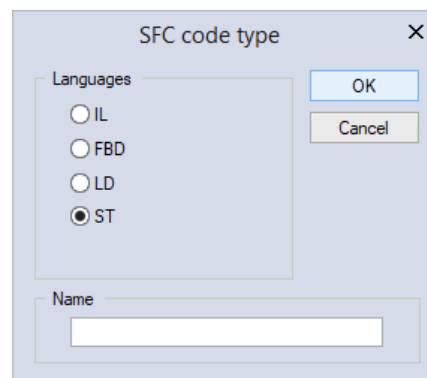 SFC code type
Languages
IL
FBD
LD
ST
OK
Cancel
Name